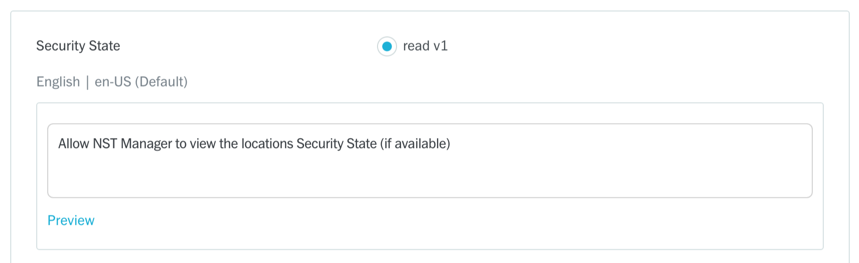 Security State
read v1
English | en-US (Default)
Allow NST Manager to view the locations Security State (if available)
Preview